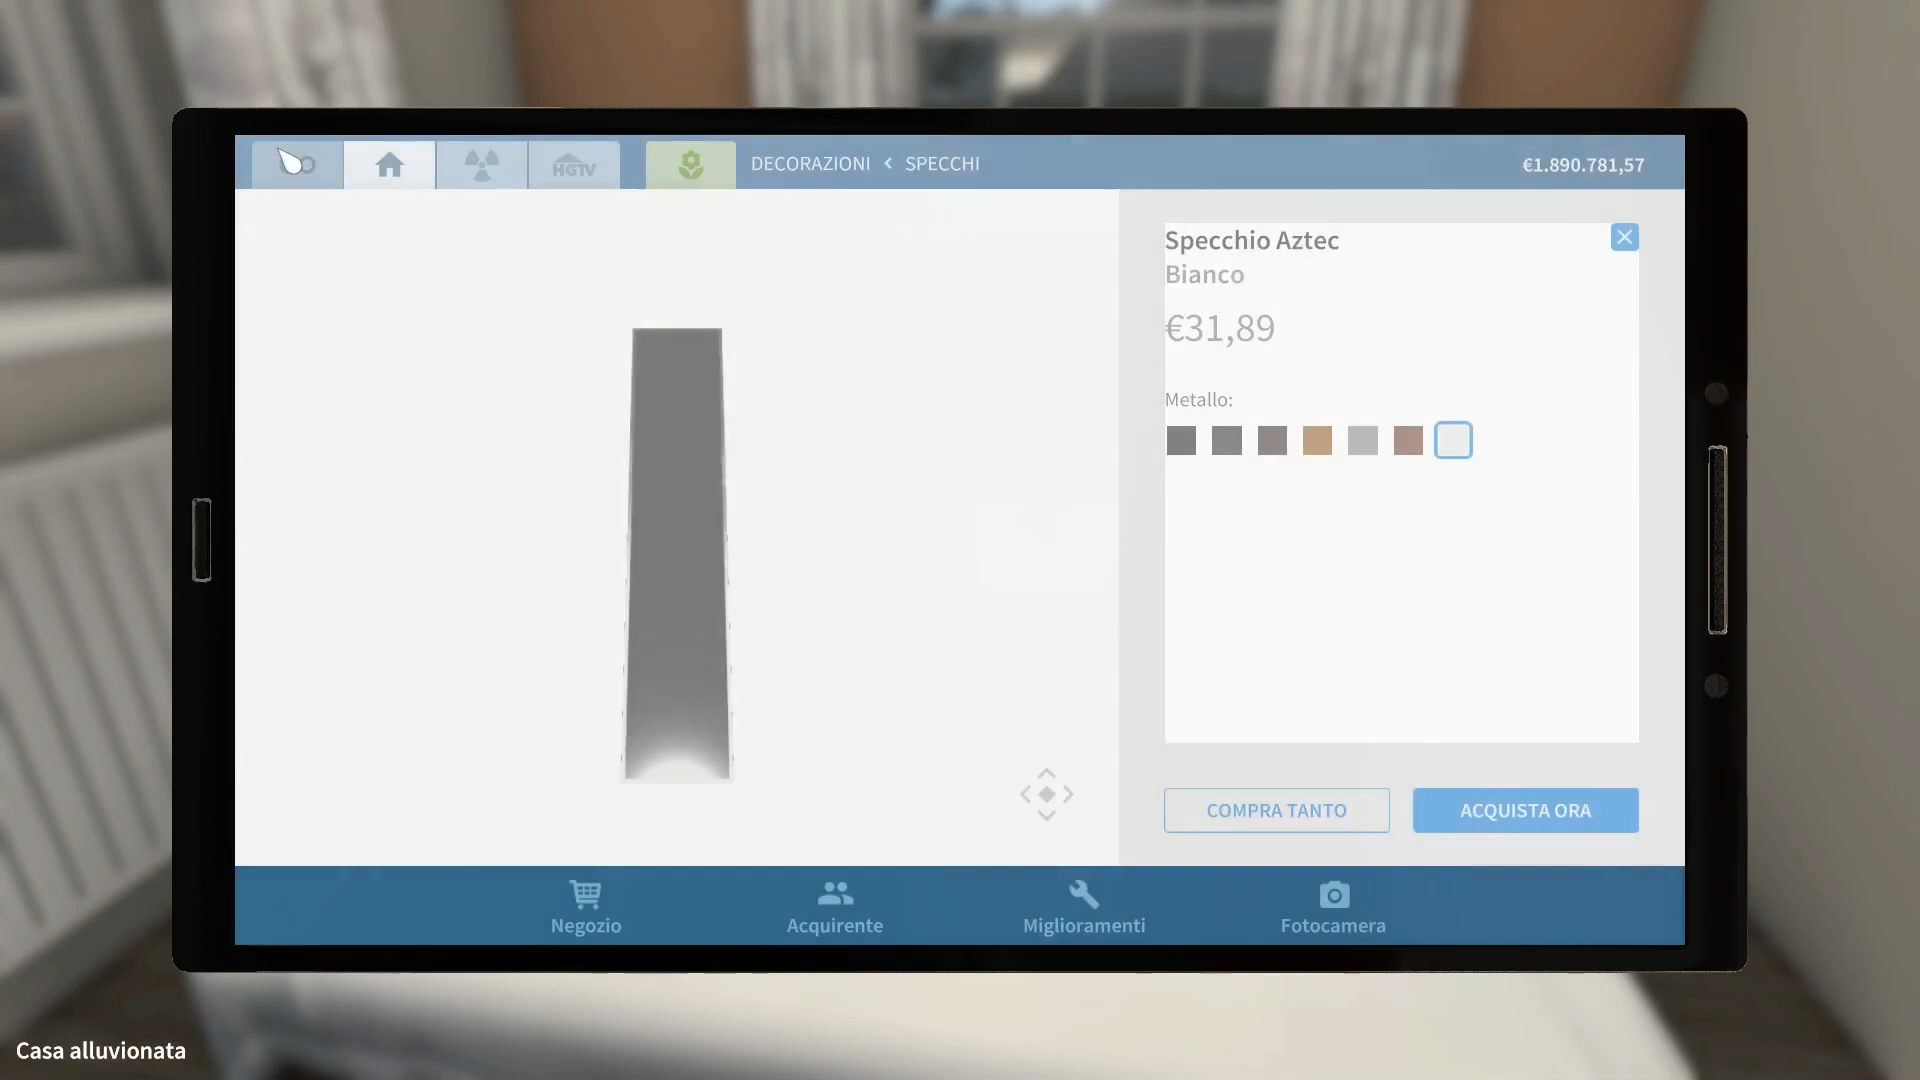 HGTV
DECORAZIONI < SPECCHI
€1.890.781,57
Specchio Aztec
Bianco
€31,89
Metallo:
COMPRA TANTO
ACQUISTA ORA
Negozio
Acquirente
Miglioramenti
Fotocamera
Casa alluvionata